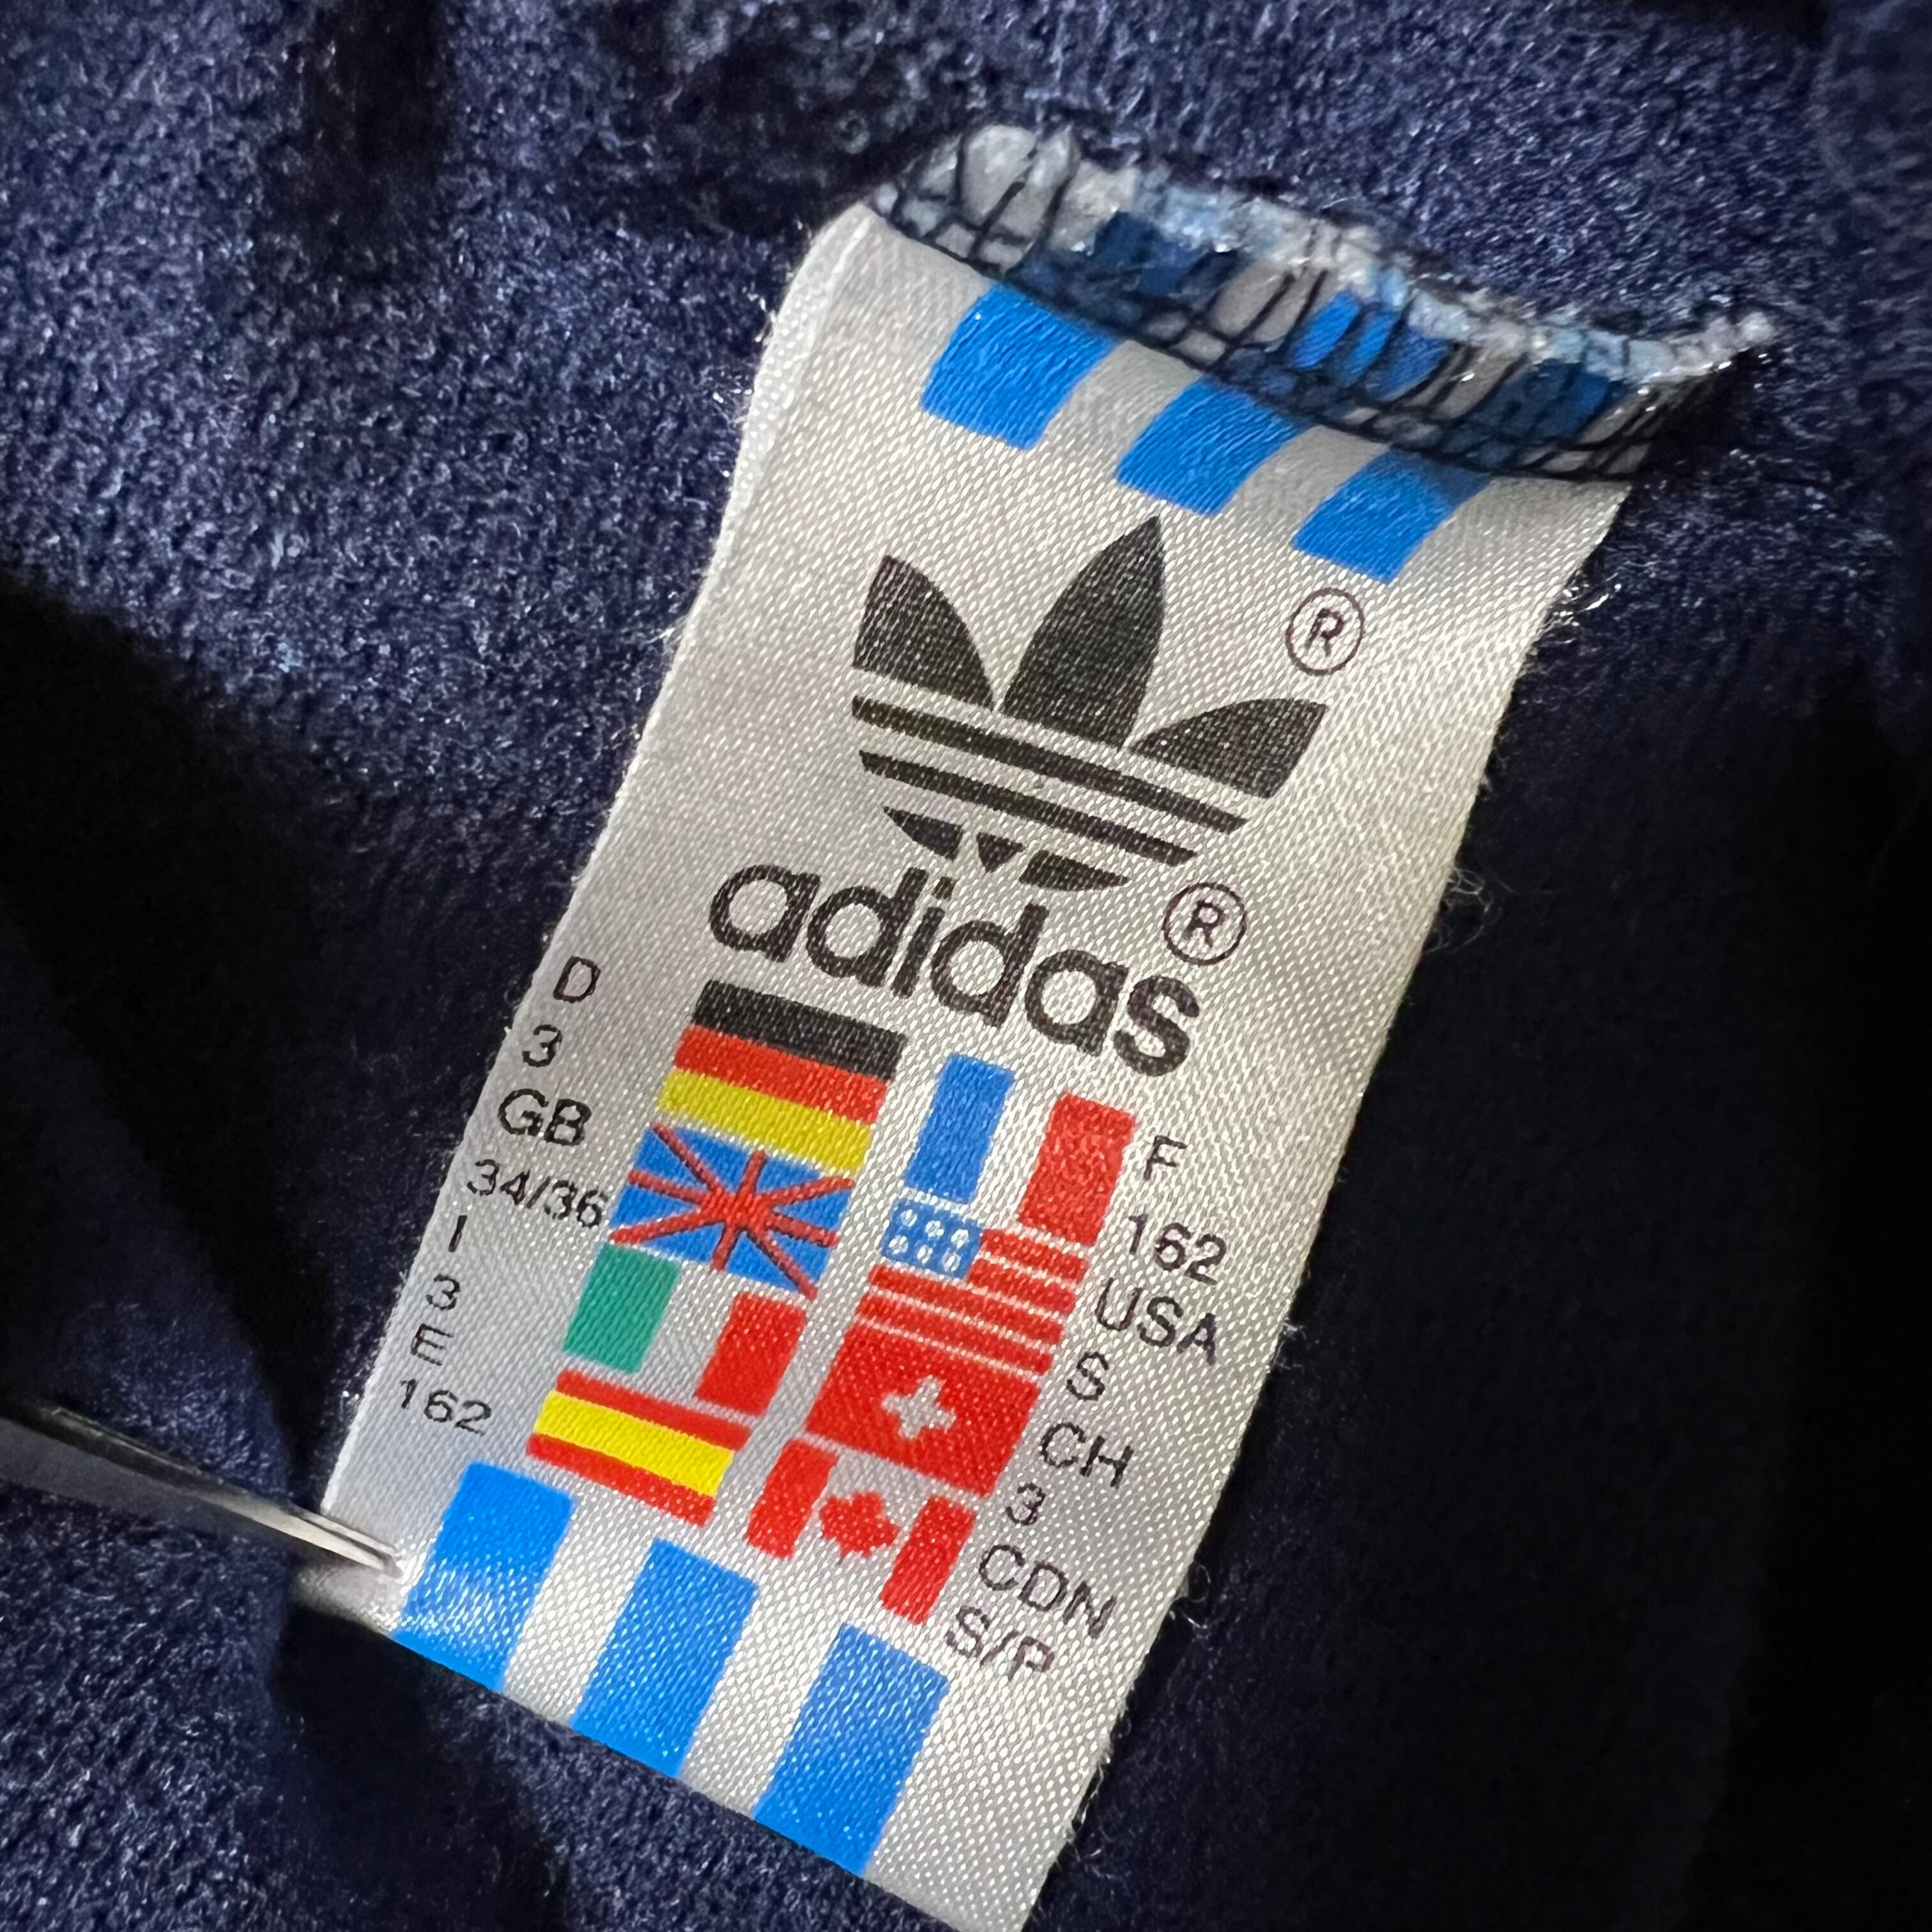 ®
adidas ®
D
3
GB
34/36
I
3
E
162
F
162
USA
S
CH
3
CDN
S/P